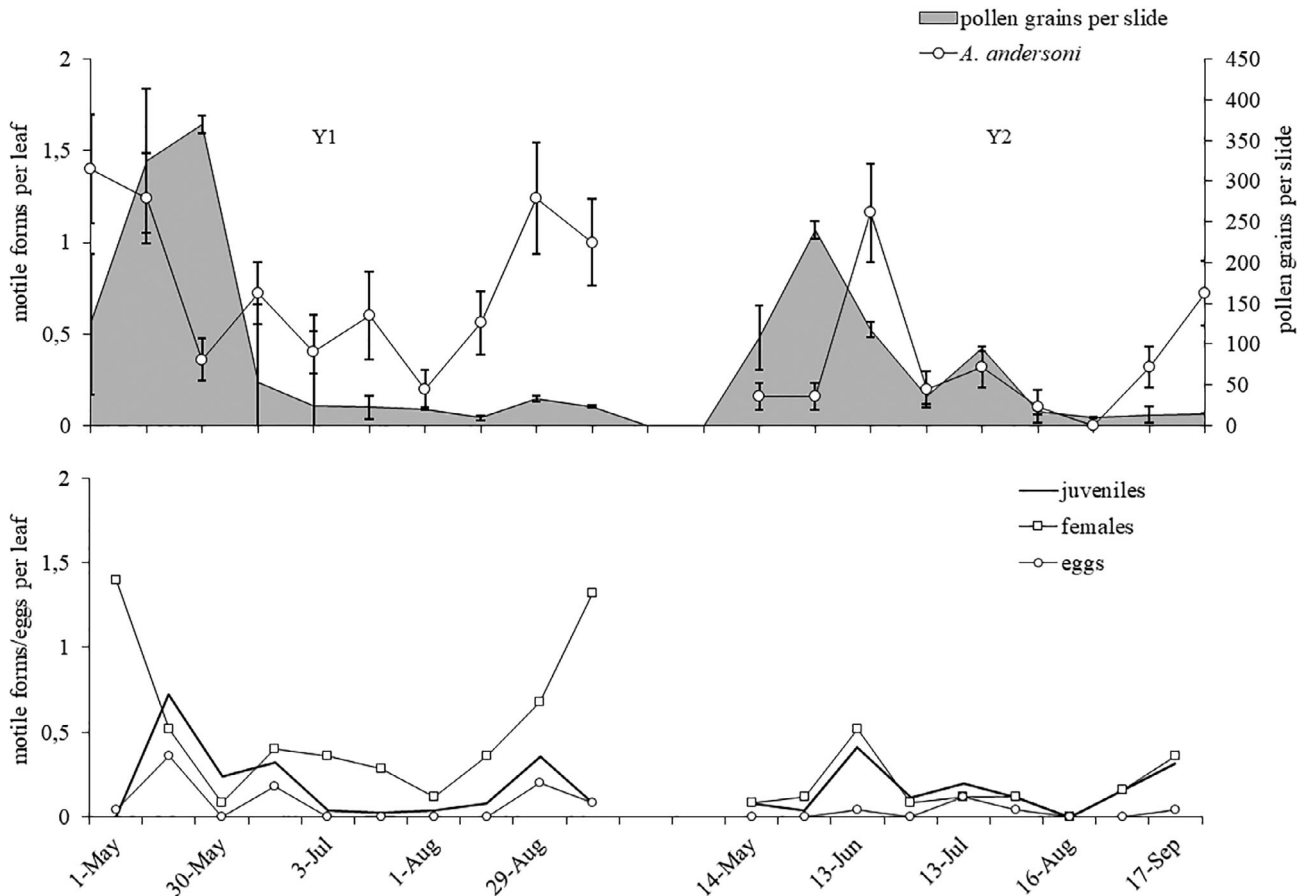 pollen grains per slide
A. andersoni
2
1,5
1
0,5
0
motile forms per leaf
Y1
Y2
450
400
350
300
250
200
150
100
50
0
pollen grains per slide
2
1,5
1
0,5
0
motile forms/eggs per leaf
juveniles
females
eggs
1-May
30-May
3-Jul
1-Aug
29-Aug
14-May
13-Jun
13-Jul
16-Aug
17-Sep